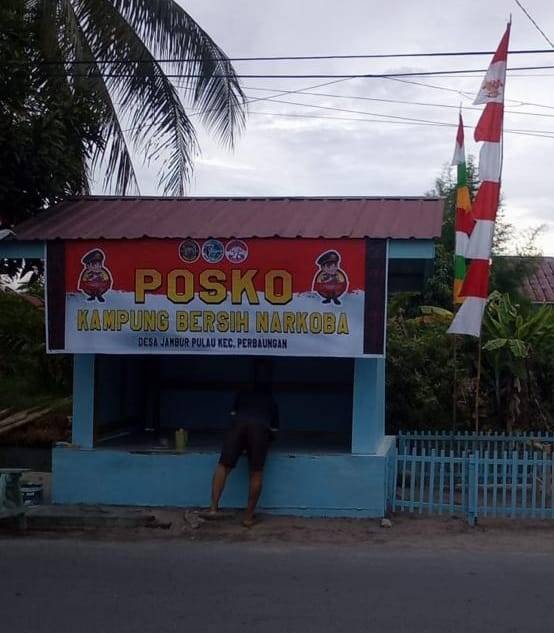 POSKO
KAMPUNG BERSIH NARKOBA
DESA JAMBUR PULAU KEC. PERBAUNGAN